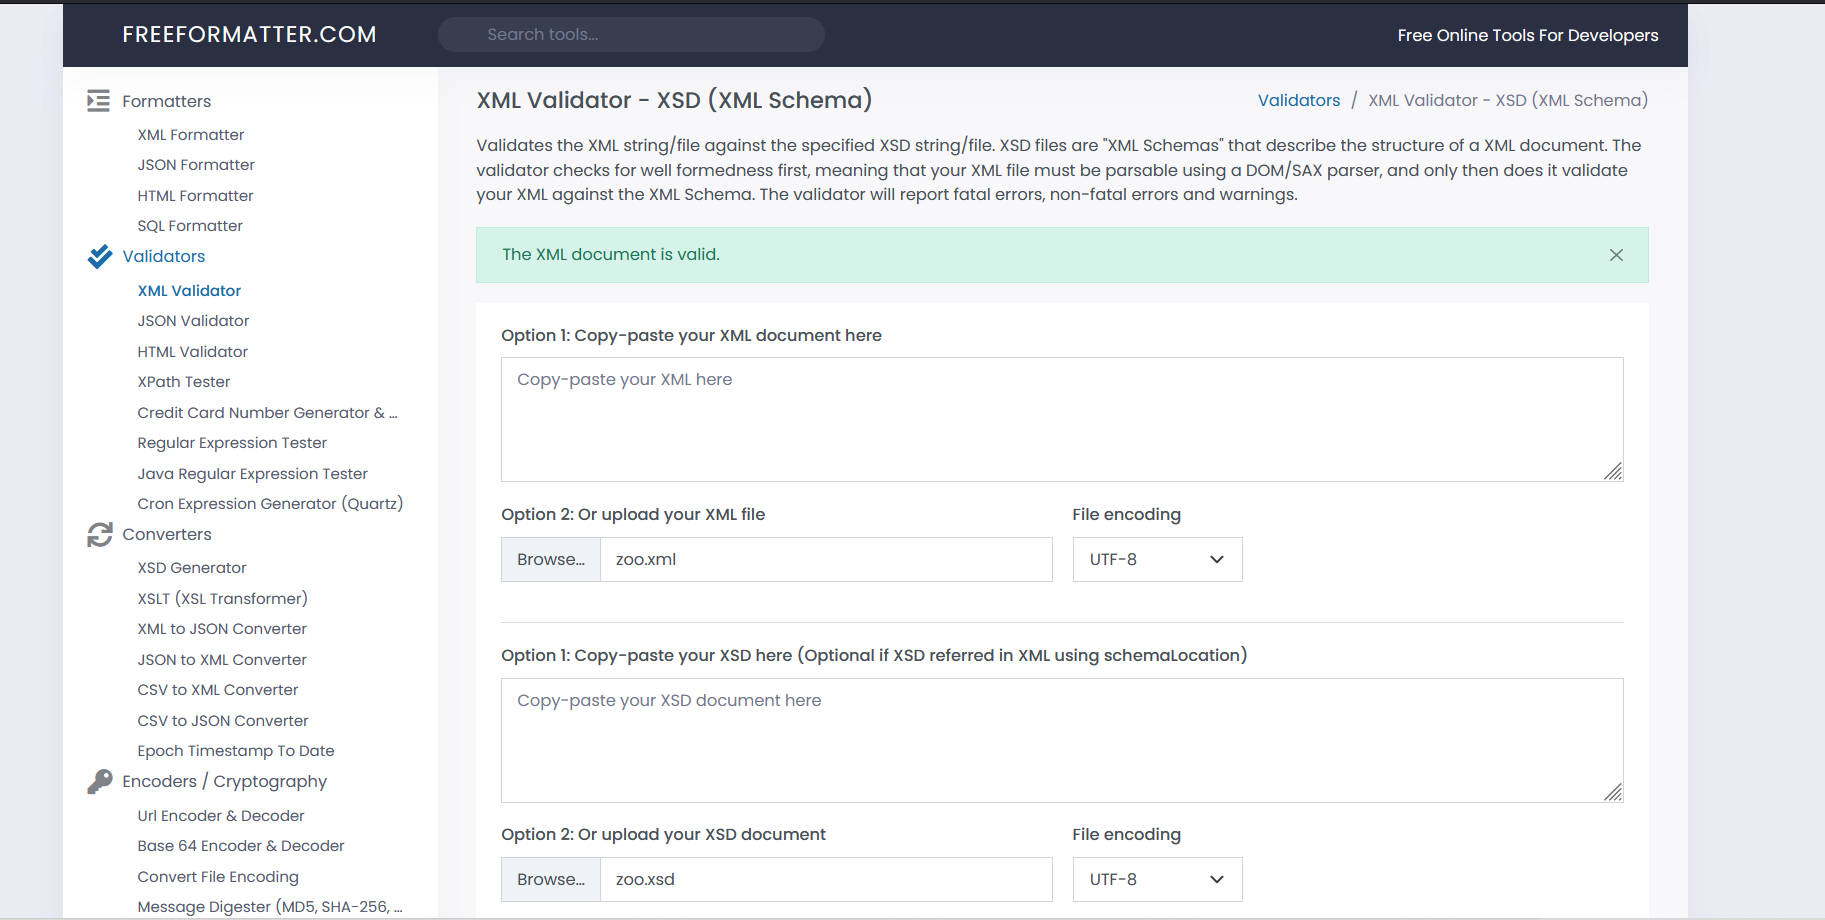 FREEFORMATTER.COM
Search tools...
Free Online Tools For Developers
Formatters
XML Formatter
JSON Formatter
HTML Formatter
SQL Formatter
Validators
XML Validator
JSON Validator
HTML Validator
XPath Tester
Credit Card Number Generator & ...
Regular Expression Tester
Java Regular Expression Tester
Cron Expression Generator (Quartz)
Converters
XSD Generator
XSLT (XSL Transformer)
XML to JSON Converter
JSON to XML Converter
CSV to XML Converter
CSV to JSON Converter
Epoch Timestamp To Date
Encoders / Cryptography
Url Encoder & Decoder
Base 64 Encoder & Decoder
Convert File Encoding
Message Digester (MD5, SHA-256, ...
XML Validator - XSD (XML Schema)
Validators / XML Validator - XSD (XML Schema)
Validates the XML string/file against the specified XSD string/file. XSD files are "XML Schemas" that describe the structure of a XML document. The
validator checks for well formedness first, meaning that your XML file must be parsable using a DOM/SAX parser, and only then does it validate
your XML against the XML Schema. The validator will report fatal errors, non-fatal errors and warnings.
The XML document is valid.
Option 1: Copy-paste your XML document here
Copy-paste your XML here
Option 2: Or upload your XML file
File encoding
Browse... zoo.xml
UTF-8
Option 1: Copy-paste your XSD here (Optional if XSD referred in XML using schemaLocation)
Copy-paste your XSD document here
Option 2: Or upload your XSD document
File encoding
Browse... zoo.xsd
UTF-8